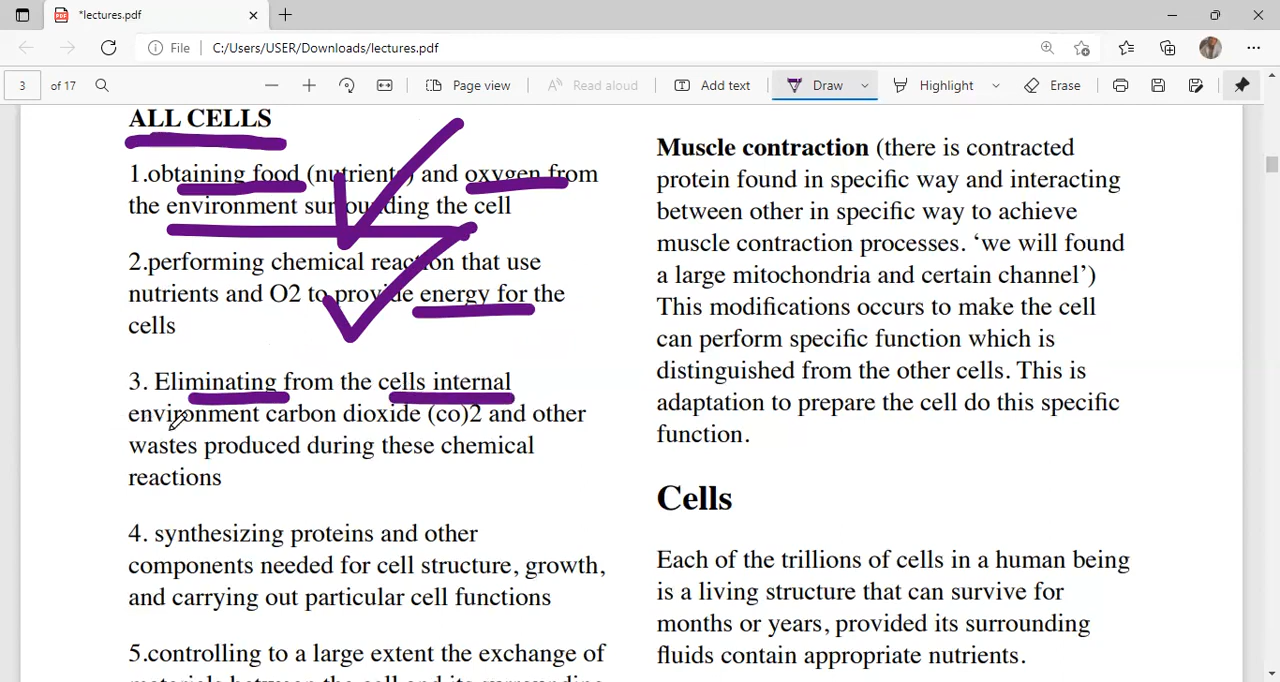 *lectures.pdf
File
C:/Users/USER/Downloads/lectures.pdf
3
of 17
Page view
Read aloud
Add text
Draw
Highlight
Erase
ALL CELLS
1.obtaining food (nutrients) and oxygen from
the environment surrounding the cell
2.performing chemical reaction that use
nutrients and O2 to provide energy for the
cells
3. Eliminating from the cells internal
environment carbon dioxide (co)2 and other
wastes produced during these chemical
reactions
4. synthesizing proteins and other
components needed for cell structure, growth,
and carrying out particular cell functions
5.controlling to a large extent the exchange of
Muscle contraction (there is contracted
protein found in specific way and interacting
between other in specific way to achieve
muscle contraction processes. ‘we will found
a large mitochondria and certain channel’)
This modifications occurs to make the cell
can perform specific function which is
distinguished from the other cells. This is
adaptation to prepare the cell do this specific
function.
Cells
Each of the trillions of cells in a human being
is a living structure that can survive for
months or years, provided its surrounding
fluids contain appropriate nutrients.